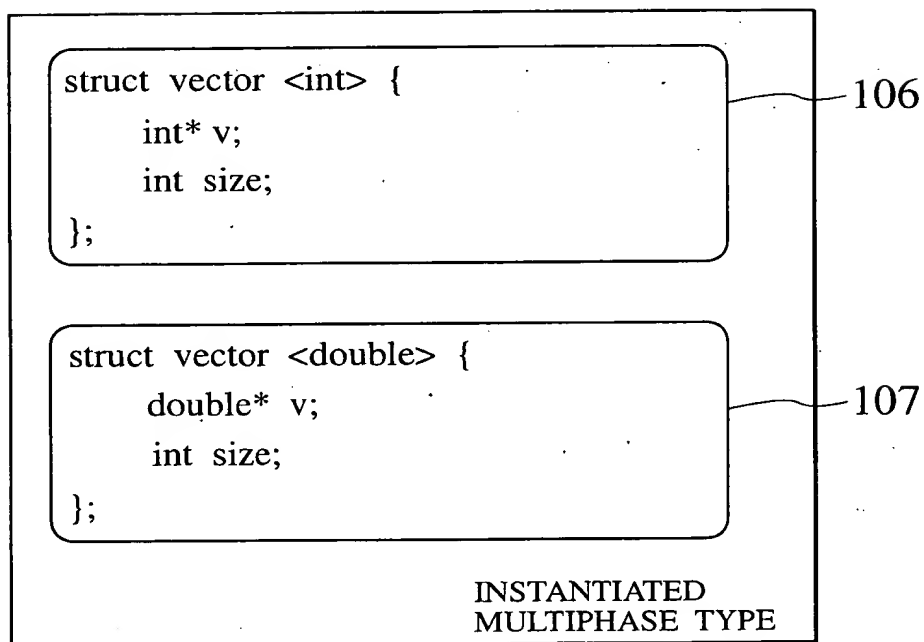 struct vector <int> {
int* v;
int size;
};
106
struct vector <double> {
double* v;
int size;
};
107
INSTANTIATED
MULTIPHASE TYPE